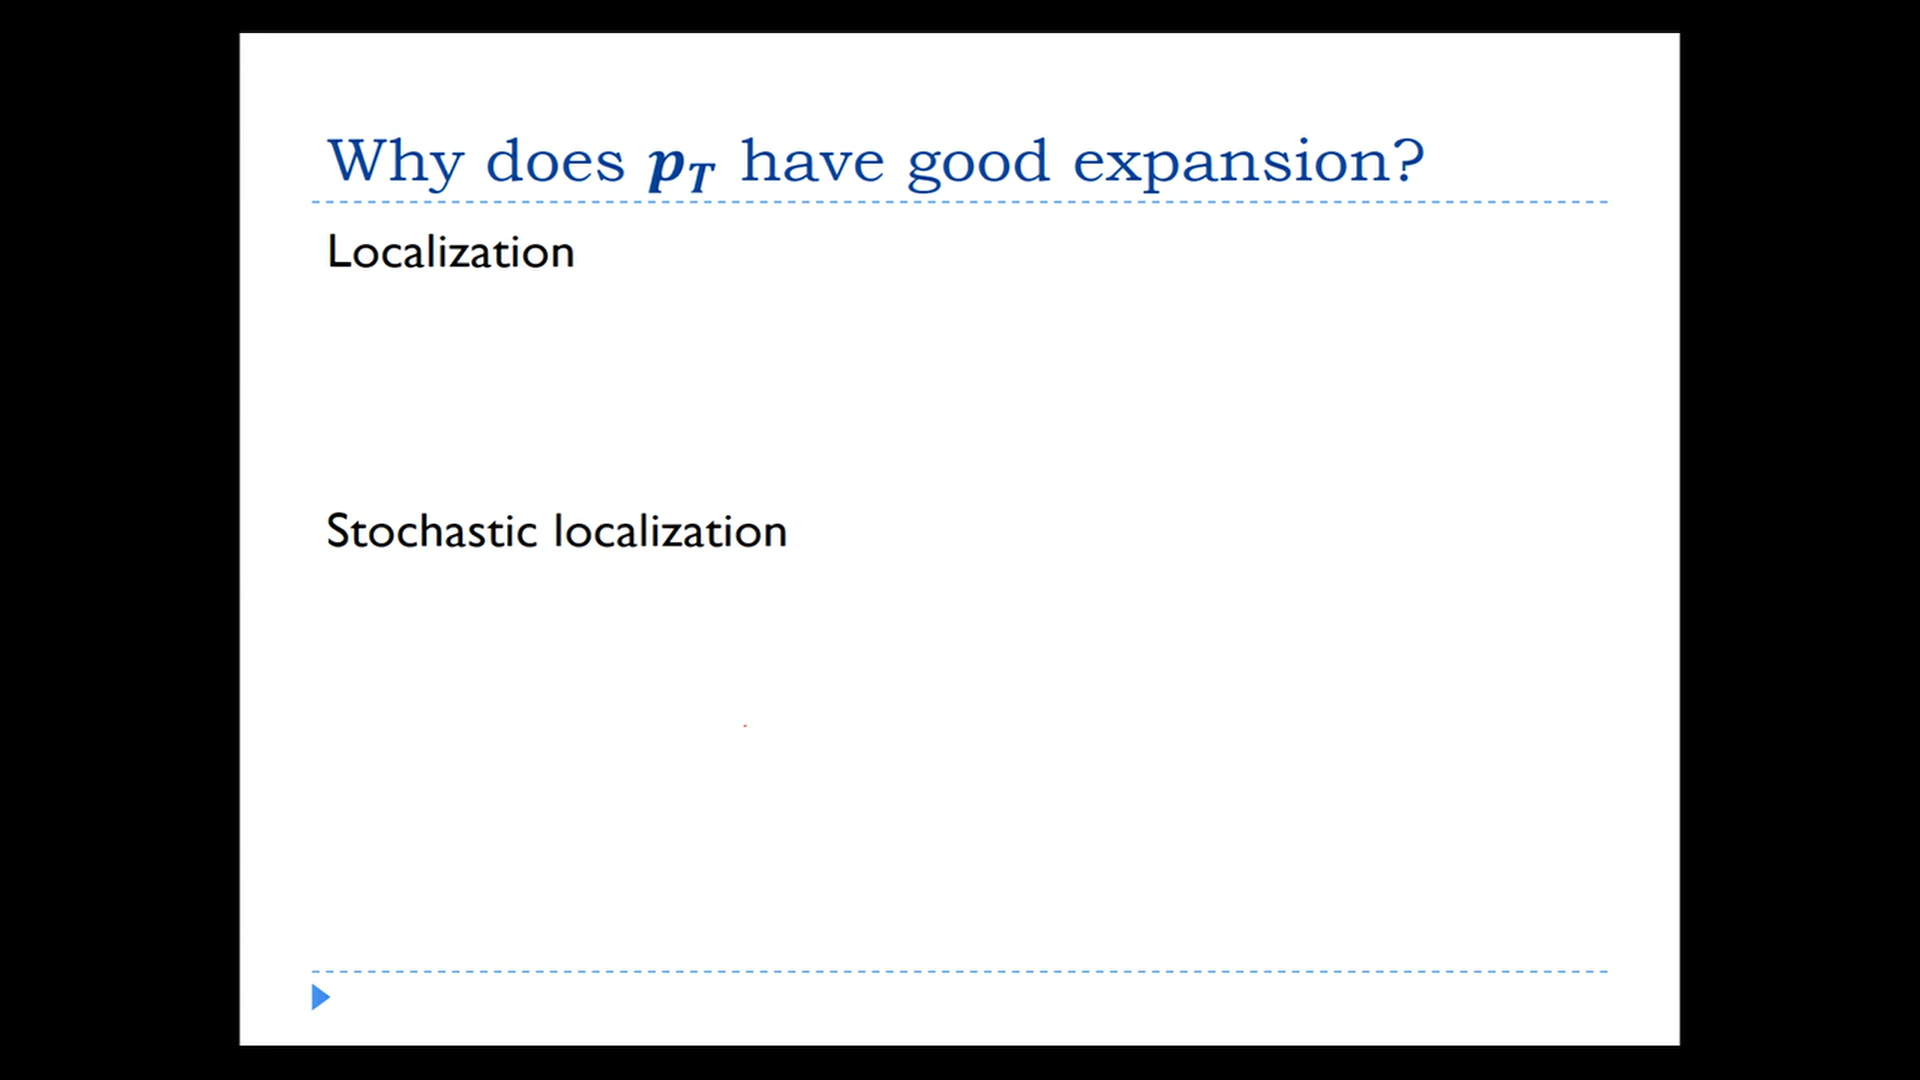 Why does p_T have good expansion?
Localization
Stochastic localization